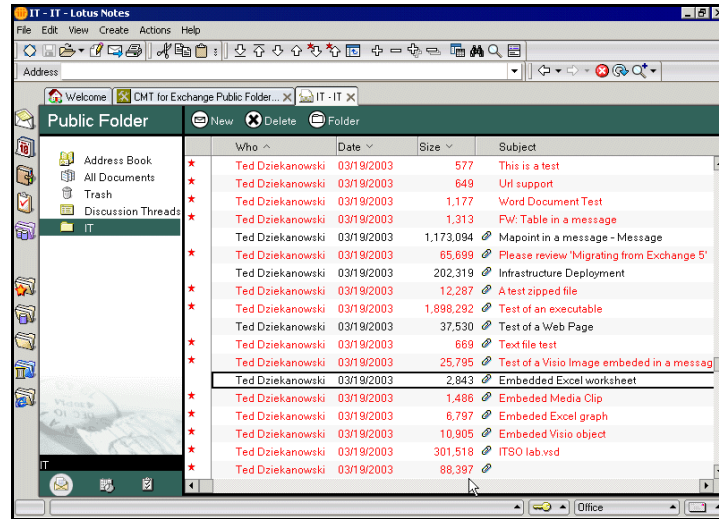 IT - IT - Lotus Notes
File Edit View Create Actions Help
Address
Welcome CMT for Exchange Public Folder... IT - IT
Public Folder New Delete Folder
Address Book
All Documents
Trash
Discussion Threads
IT
Who Date Size Subject
Ted Dziekanowski 03/19/2003 577 This is a test
Ted Dziekanowski 03/19/2003 649 Url support
Ted Dziekanowski 03/19/2003 1,177 Word Document Test
Ted Dziekanowski 03/19/2003 1,313 FW: Table in a message
Ted Dziekanowski 03/19/2003 1,173,094 Mapoint in a message - Message
Ted Dziekanowski 03/19/2003 65,699 Please review 'Migrating from Exchange 5'
Ted Dziekanowski 03/19/2003 202,319 Infrastructure Deployment
Ted Dziekanowski 03/19/2003 12,287 A test zipped file
Ted Dziekanowski 03/19/2003 1,898,292 Test of an executable
Ted Dziekanowski 03/19/2003 37,530 Test of a Web Page
Ted Dziekanowski 03/19/2003 669 Text file test
Ted Dziekanowski 03/19/2003 25,795 Test of a Visio Image embeded in a messag
Ted Dziekanowski 03/19/2003 2,843 Embedded Excel worksheet
Ted Dziekanowski 03/19/2003 1,486 Embeded Media Clip
Ted Dziekanowski 03/19/2003 6,797 Embeded Excel graph
Ted Dziekanowski 03/19/2003 10,905 Embeded Visio object
Ted Dziekanowski 03/19/2003 301,518 ITSO lab.vsd
Ted Dziekanowski 03/19/2003 88,397
IT
Office